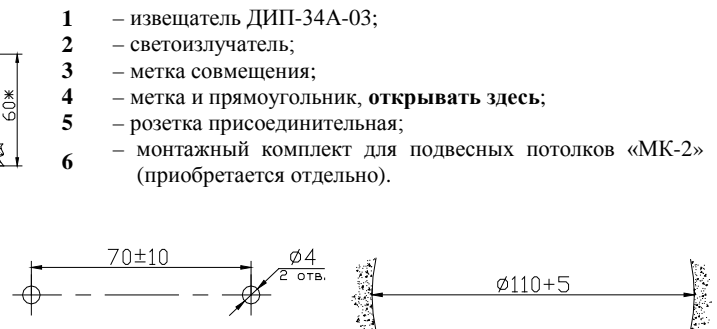 1 – извещатель ДИП-34А-03;
2 – светоизлучатель;
3 – метка совмещения;
4 – метка и прямоугольник, открывать здесь;
5 – розетка присоединительная;
6 – монтажный комплект для подвесных потолков «МК-2»
(приобретается отдельно).
60*
70±10
Ø4
2 отв.
Ø110+5